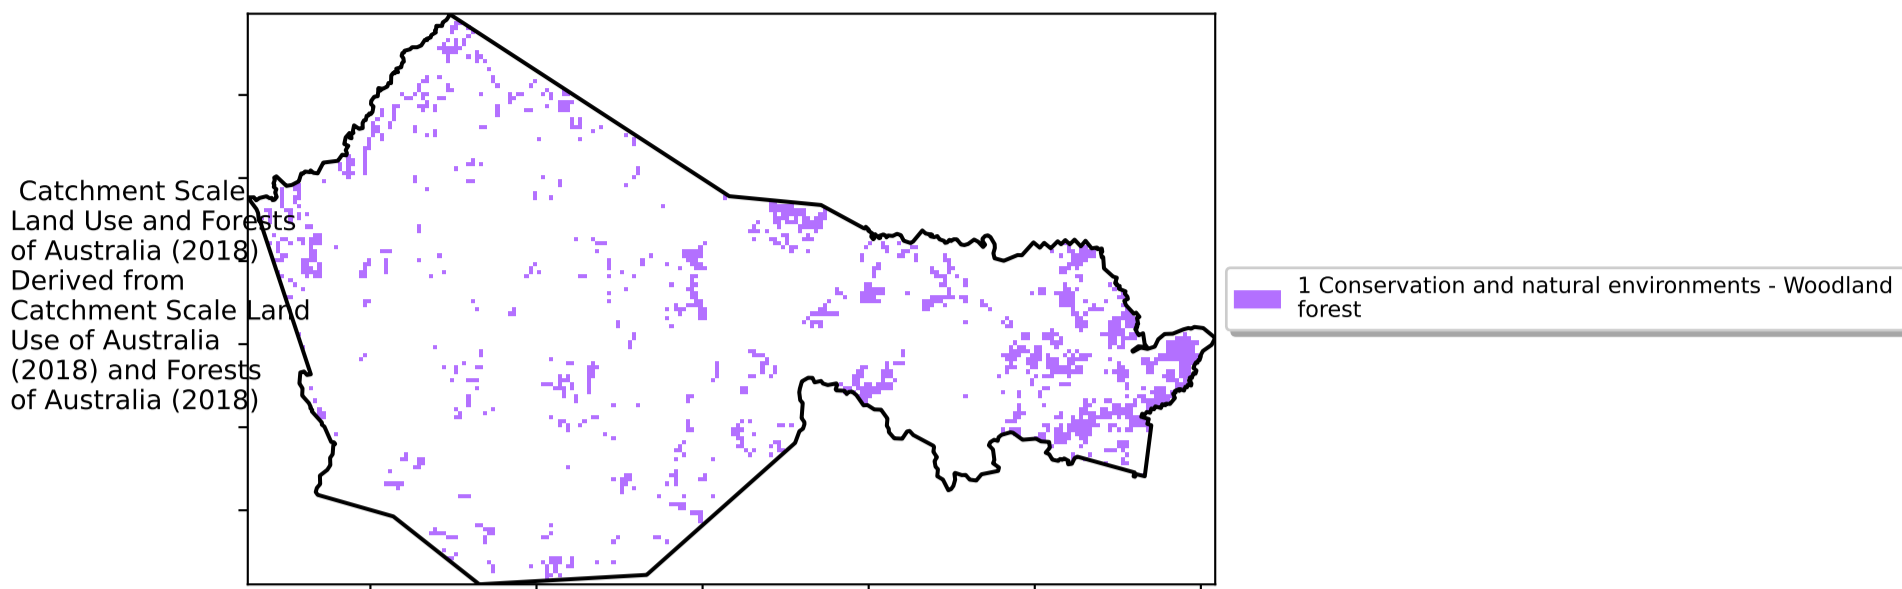 Catchment Scale
Land Use and Forests
of Australia (2018)
Derived from
Catchment Scale Land
Use of Australia
(2018) and Forests
of Australia (2018)
1 Conservation and natural environments - Woodland
forest